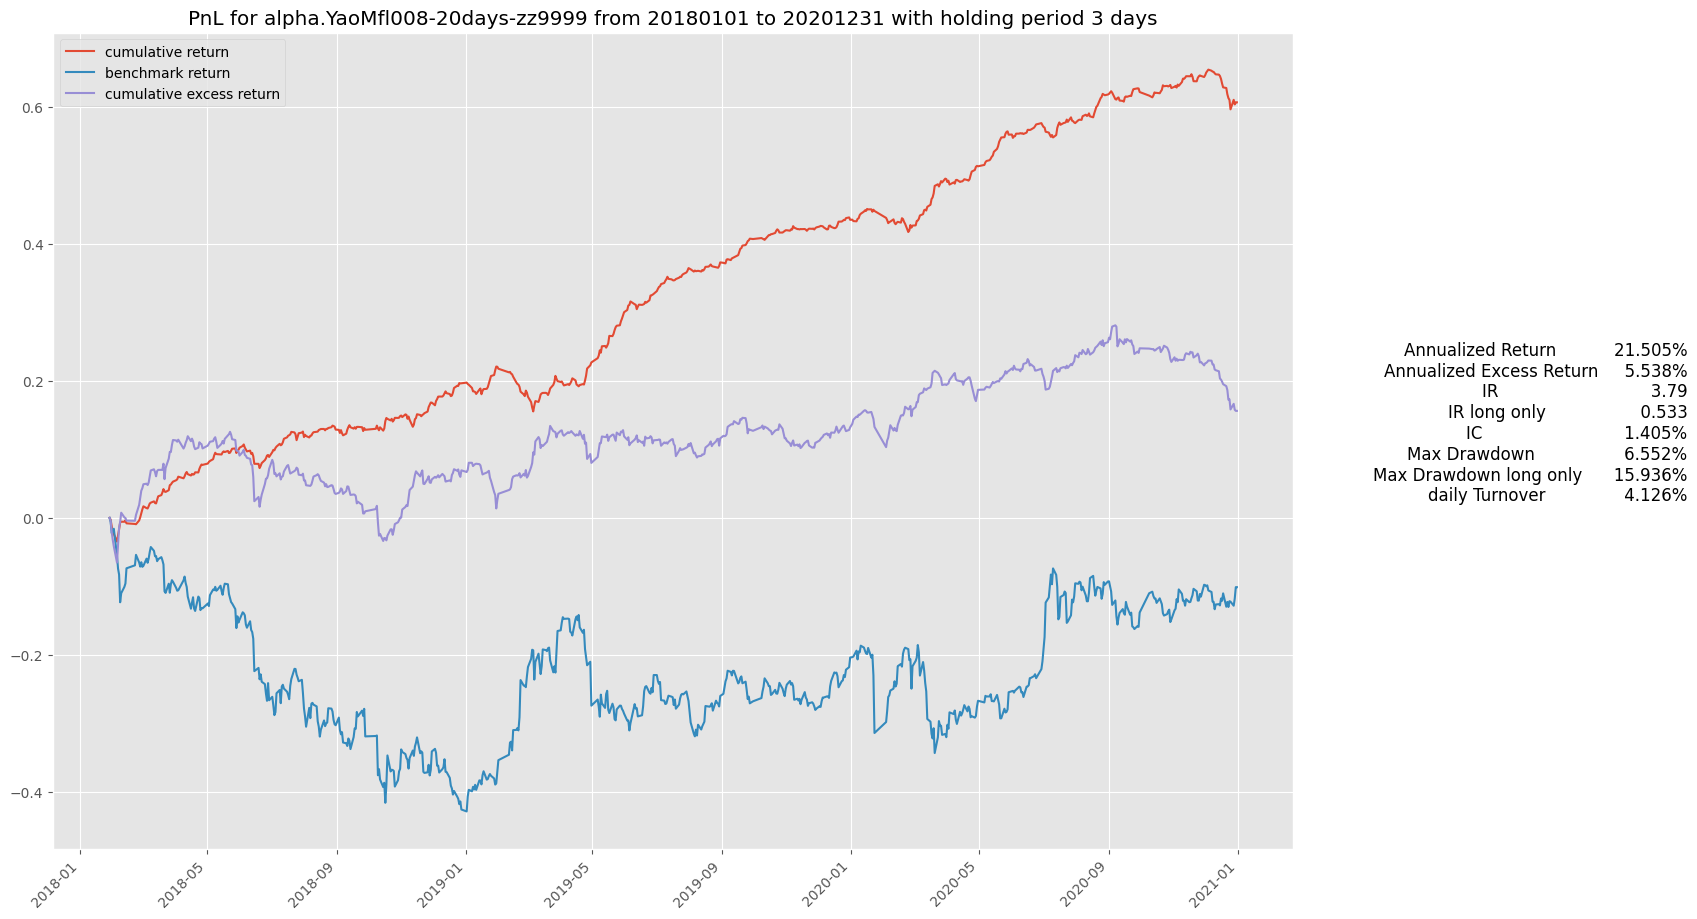 PnL for alpha.YaoMfl008-20days-zz9999 from 20180101 to 20201231 with holding period 3 days
cumulative return
benchmark return
cumulative excess return
0.6
0.4
0.2
0.0
−0.2
−0.4
Annualized Return 21.505%
Annualized Excess Return 5.538%
IR 3.79
IR long only 0.533
IC 1.405%
Max Drawdown 6.552%
Max Drawdown long only 15.936%
daily Turnover 4.126%
2018-01
2018-05
2018-09
2019-01
2019-05
2019-09
2020-01
2020-05
2020-09
2021-01